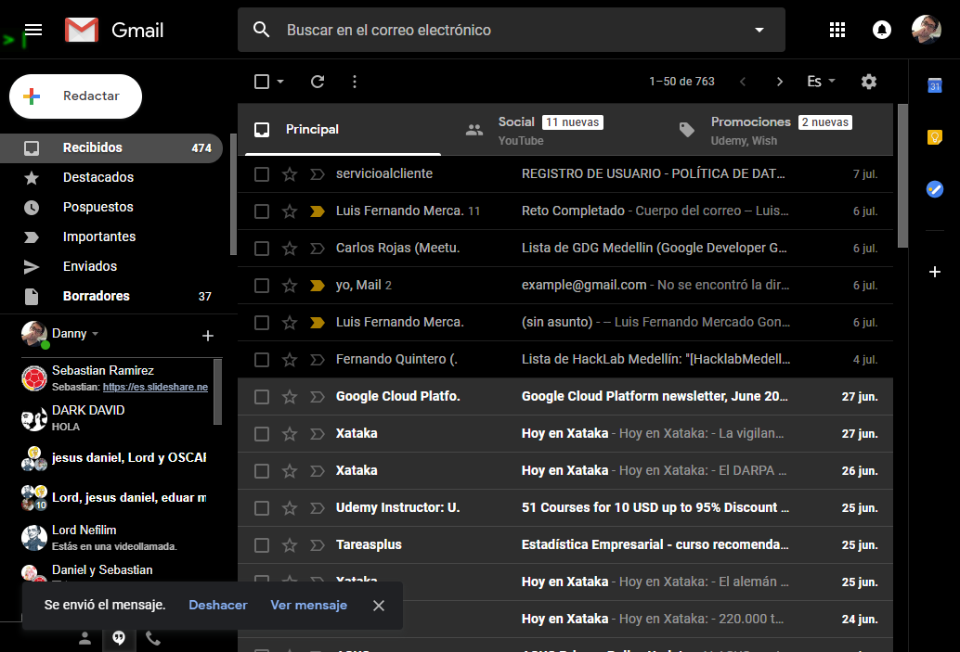 Gmail
Buscar en el correo electrónico
Redactar
1–50 de 763
Es
31
Recibidos 474
Destacados
Pospuestos
Importantes
Enviados
Borradores 37
Danny
Sebastian Ramirez
Sebastian: https://es.slideshare.ne
DARK DAVID
HOLA
jesus daniel, Lord y OSCAR
Lord, jesus daniel, eduar m
10
Lord Nefilim
Estás en una videollamada.
Daniel y Sebastian
Principal
Social 11 nuevas
YouTube
Promociones 2 nuevas
Udemy, Wish
servicioalcliente REGISTRO DE USUARIO - POLÍTICA DE DAT… 7 jul.
Luis Fernando Merca. 11 Reto Completado - Cuerpo del correo -- Luis… 6 jul.
Carlos Rojas (Meetu. Lista de GDG Medellin (Google Developer G… 6 jul.
yo, Mail 2 example@gmail.com - No se encontró la dir… 6 jul.
Luis Fernando Merca. (sin asunto) - -- Luis Fernando Mercado Gon… 6 jul.
Fernando Quintero (. Lista de HackLab Medellín: "[HacklabMedell… 4 jul.
Google Cloud Platfo. Google Cloud Platform newsletter, June 20… 27 jun.
Xataka Hoy en Xataka - Hoy en Xataka: - La vigilan… 27 jun.
Xataka Hoy en Xataka - Hoy en Xataka: - El DARPA … 26 jun.
Udemy Instructor: U. 51 Courses for 10 USD up to 95% Discount … 25 jun.
Tareasplus Estadística Empresarial - curso recomenda… 25 jun.
Xataka Hoy en Xataka - Hoy en Xataka: - El alemán … 25 jun.
Hoy en Xataka - Hoy en Xataka: - 220.000 t… 24 jun.
Se envió el mensaje. Deshacer Ver mensaje